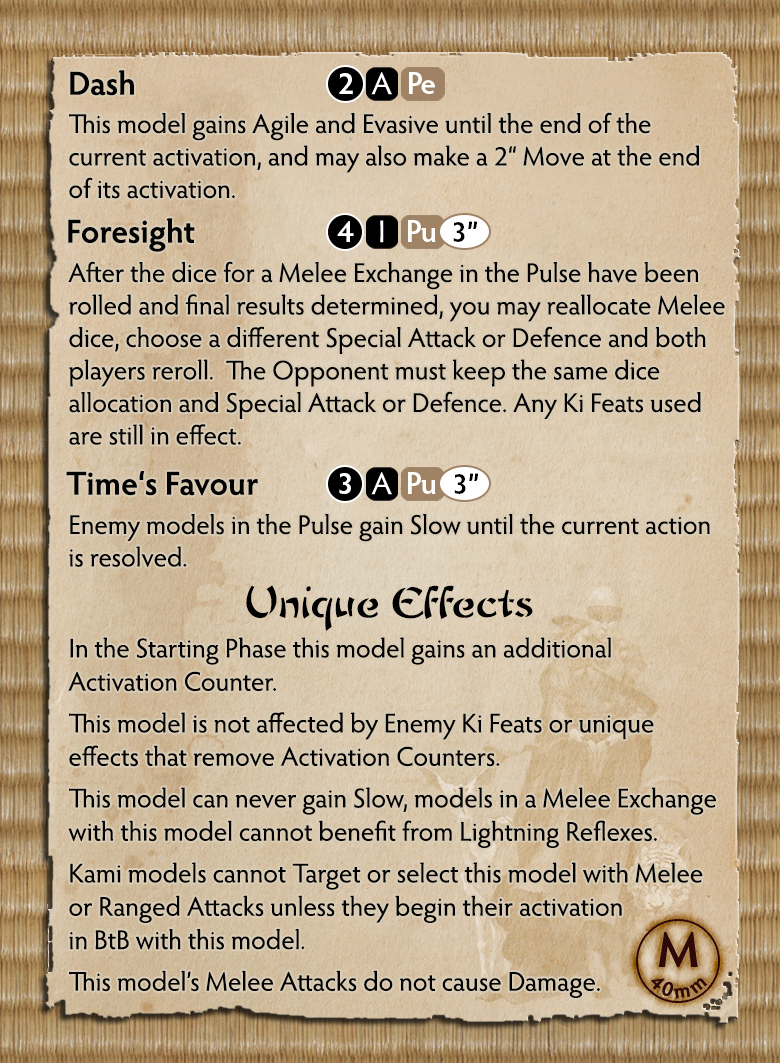 Dash 2 A Pe
This model gains Agile and Evasive until the end of the
current activation, and may also make a 2" Move at the end
of its activation.
Foresight 4 I Pu 3"
After the dice for a Melee Exchange in the Pulse have been
rolled and final results determined, you may reallocate Melee
dice, choose a different Special Attack or Defence and both
players reroll. The Opponent must keep the same dice
allocation and Special Attack or Defence. Any Ki Feats used
are still in effect.
Time's Favour 3 A Pu 3"
Enemy models in the Pulse gain Slow until the current action
is resolved.
Unique Effects
In the Starting Phase this model gains an additional
Activation Counter.
This model is not affected by Enemy Ki Feats or unique
effects that remove Activation Counters.
This model can never gain Slow, models in a Melee Exchange
with this model cannot benefit from Lightning Reflexes.
Kami models cannot Target or select this model with Melee
or Ranged Attacks unless they begin their activation
in BtB with this model.
This model's Melee Attacks do not cause Damage.
M
40mm